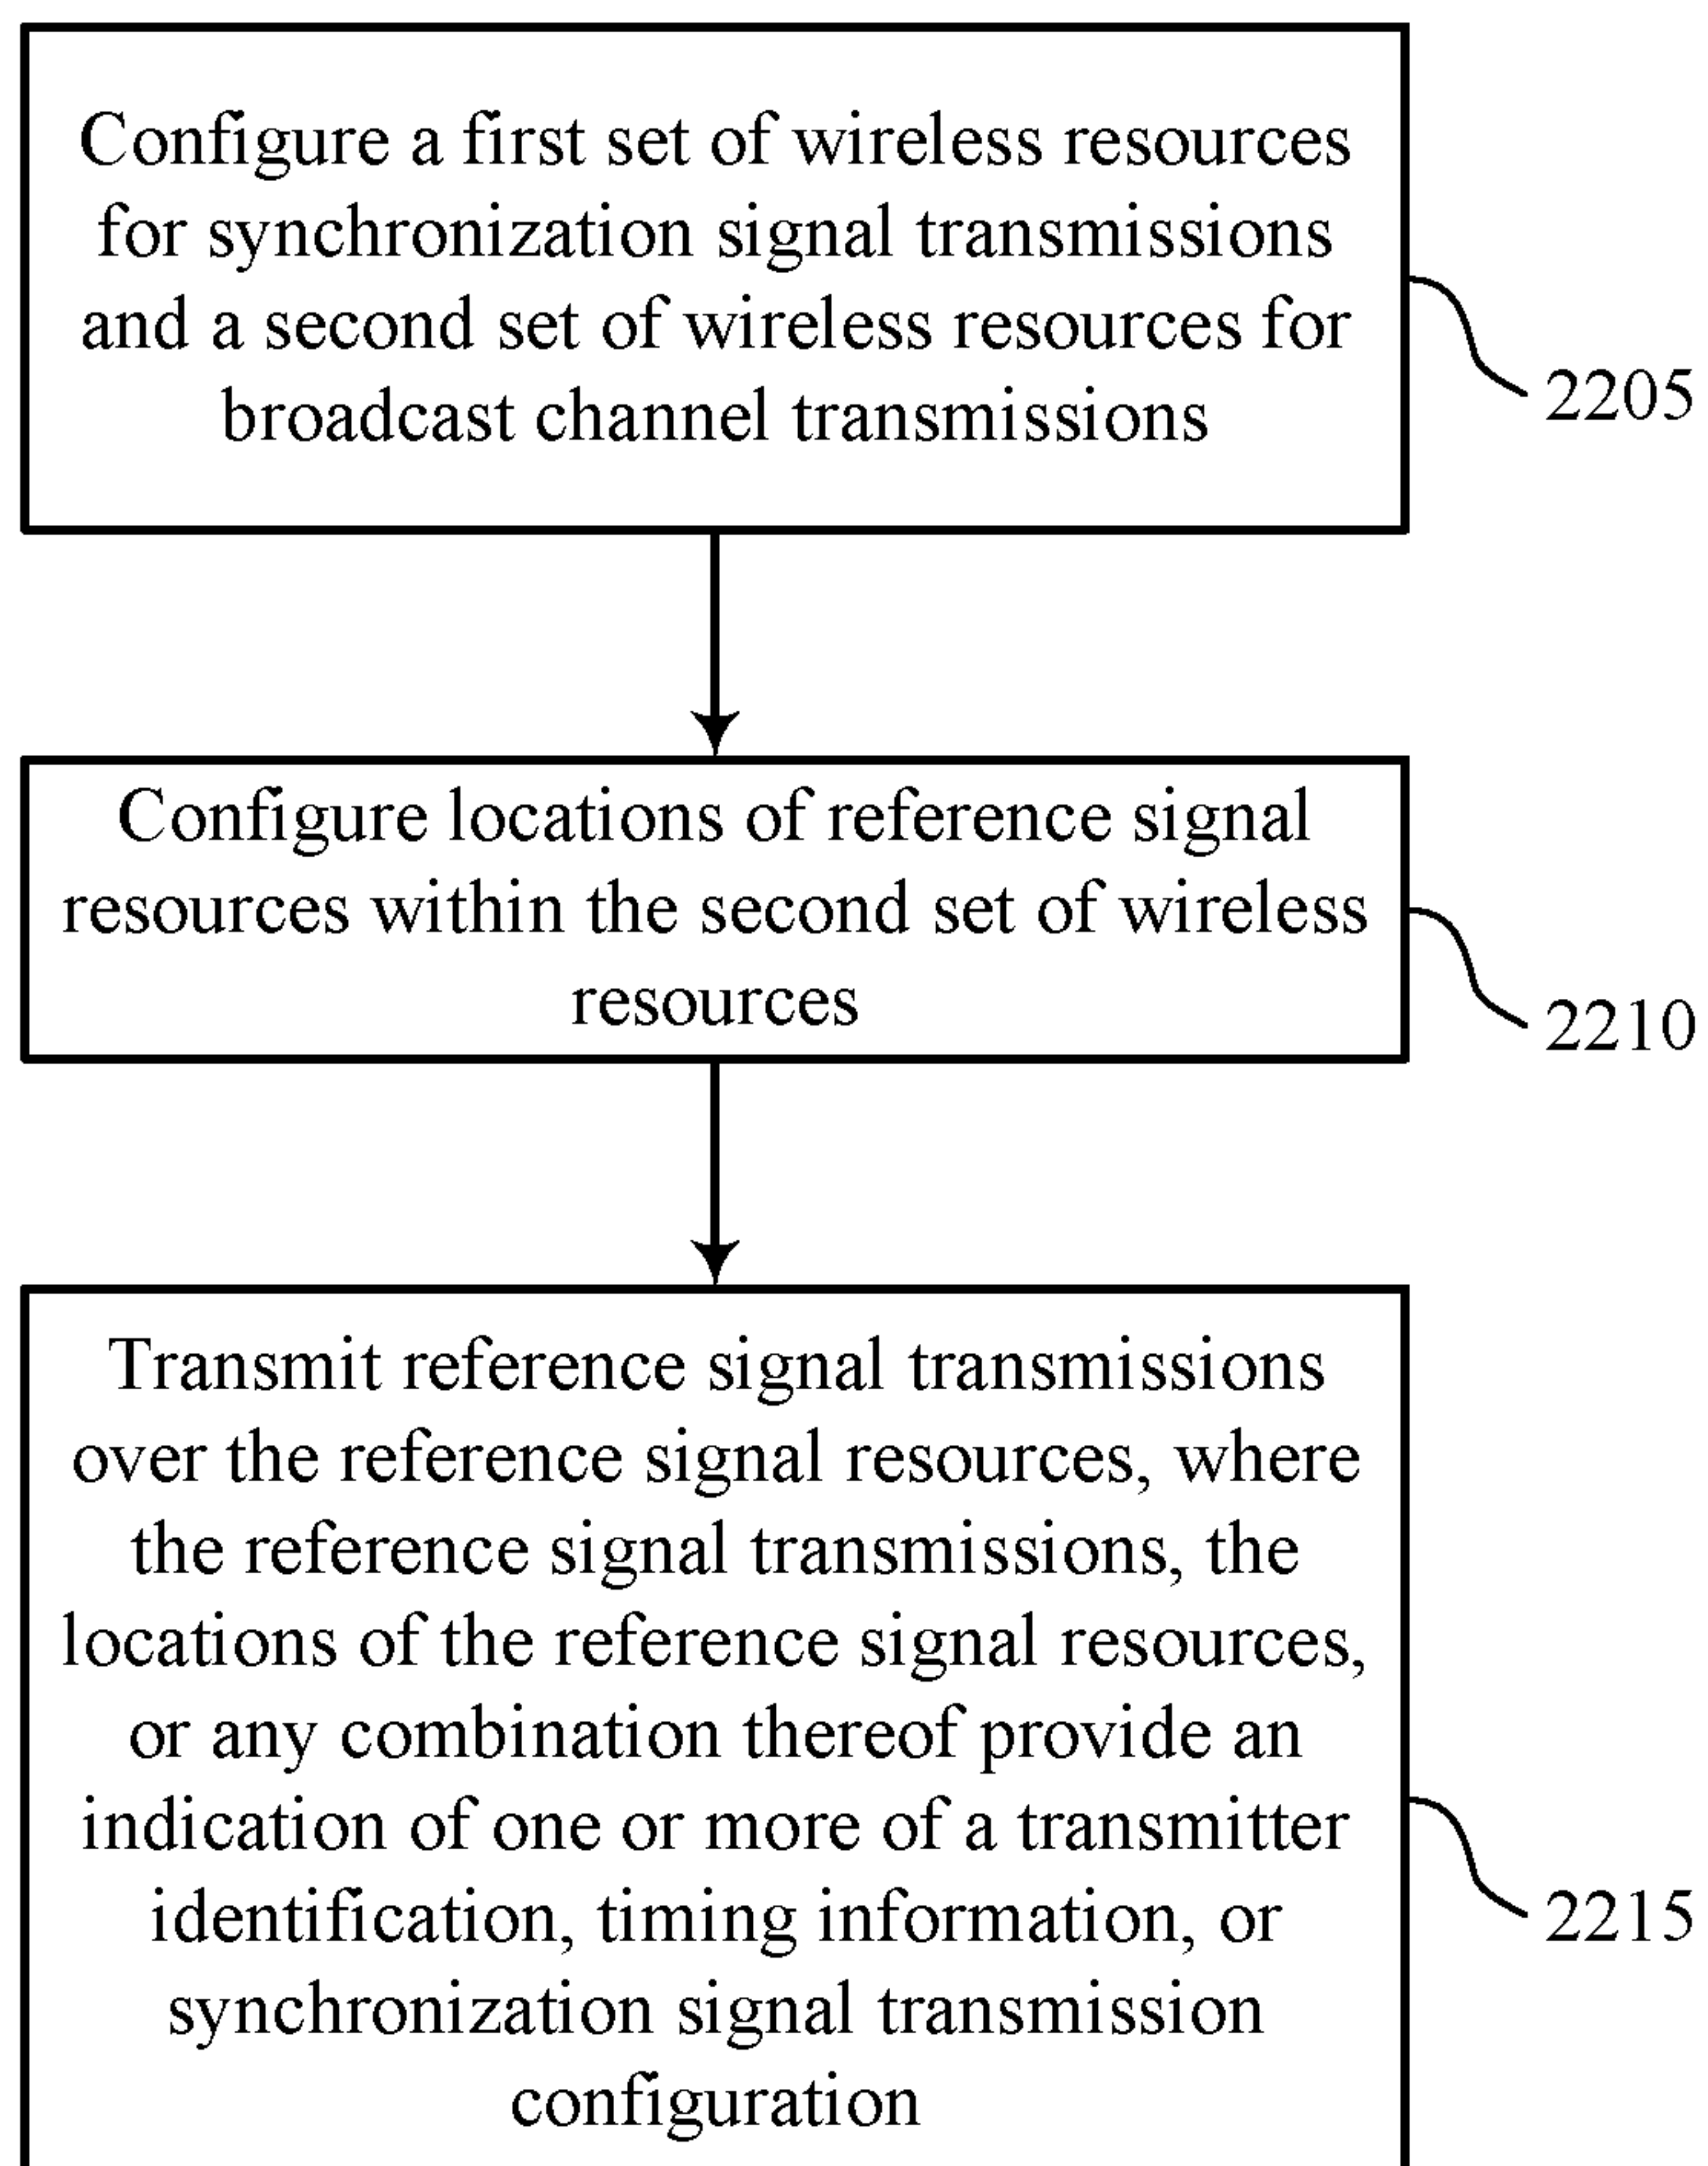 Configure a first set of wireless resources
for synchronization signal transmissions
and a second set of wireless resources for
broadcast channel transmissions
2205
Configure locations of reference signal
resources within the second set of wireless
resources
2210
Transmit reference signal transmissions
over the reference signal resources, where
the reference signal transmissions, the
locations of the reference signal resources,
or any combination thereof provide an
indication of one or more of a transmitter
identification, timing information, or
synchronization signal transmission
configuration
2215